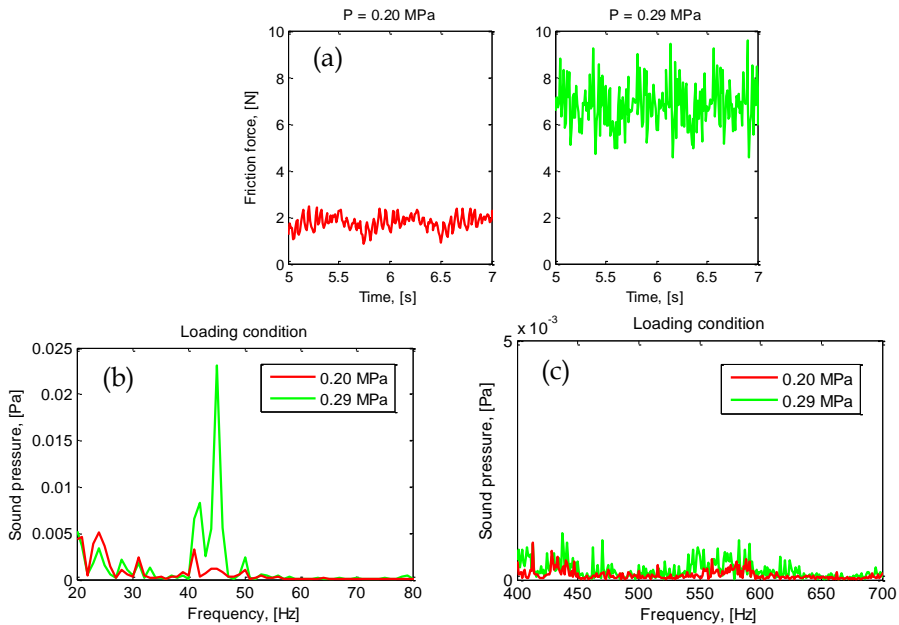 P = 0.20 MPa
P = 0.29 MPa
(a)
Friction force, [N]
10
8
6
4
2
0
5
5.5
6
6.5
7
Time, [s]
10
8
6
4
2
0
5
5.5
6
6.5
7
Time, [s]
Loading condition
(b)
0.20 MPa
0.29 MPa
Sound pressure, [Pa]
0.025
0.02
0.015
0.01
0.005
0
20
30
40
50
60
70
80
Frequency, [Hz]
Loading condition
x 10⁻³
(c)
0.20 MPa
0.29 MPa
Sound pressure, [Pa]
5
0
400
450
500
550
600
650
700
Frequency, [Hz]